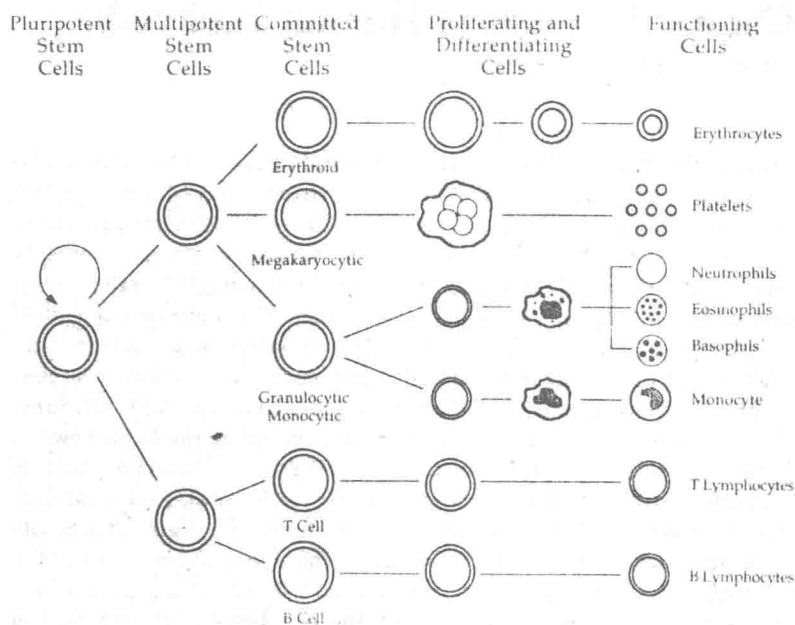 Pluripotent
Stem
Cells
Multipotent
Stem
Cells
Committed
Stem
Cells
Proliferating and
Differentiating
Cells
Functioning
Cells
Erythroid
Erythrocytes
Megakaryocytic
Platelets
Neutrophils
Eosinophils
Basophils
Granulocytic
Monocytic
Monocyte
T Cell
T Lymphocytes
B Cell
B Lymphocytes